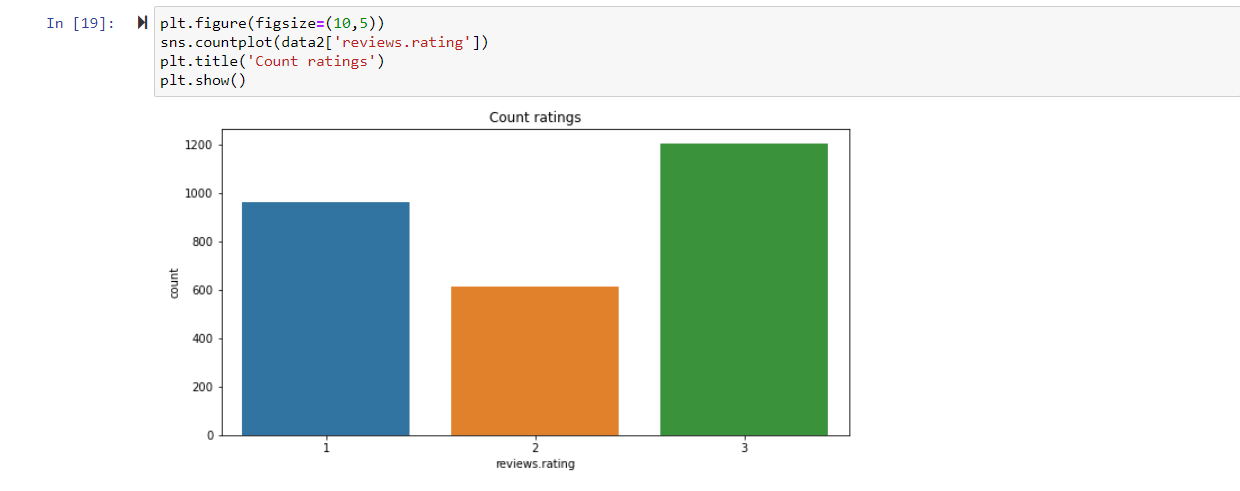 In [19]:
plt.figure(figsize=(10,5))
sns.countplot(data2['reviews.rating'])
plt.title('Count ratings')
plt.show()
Count ratings
1200
1000
800
600
400
200
0
count
1 2 3
reviews.rating